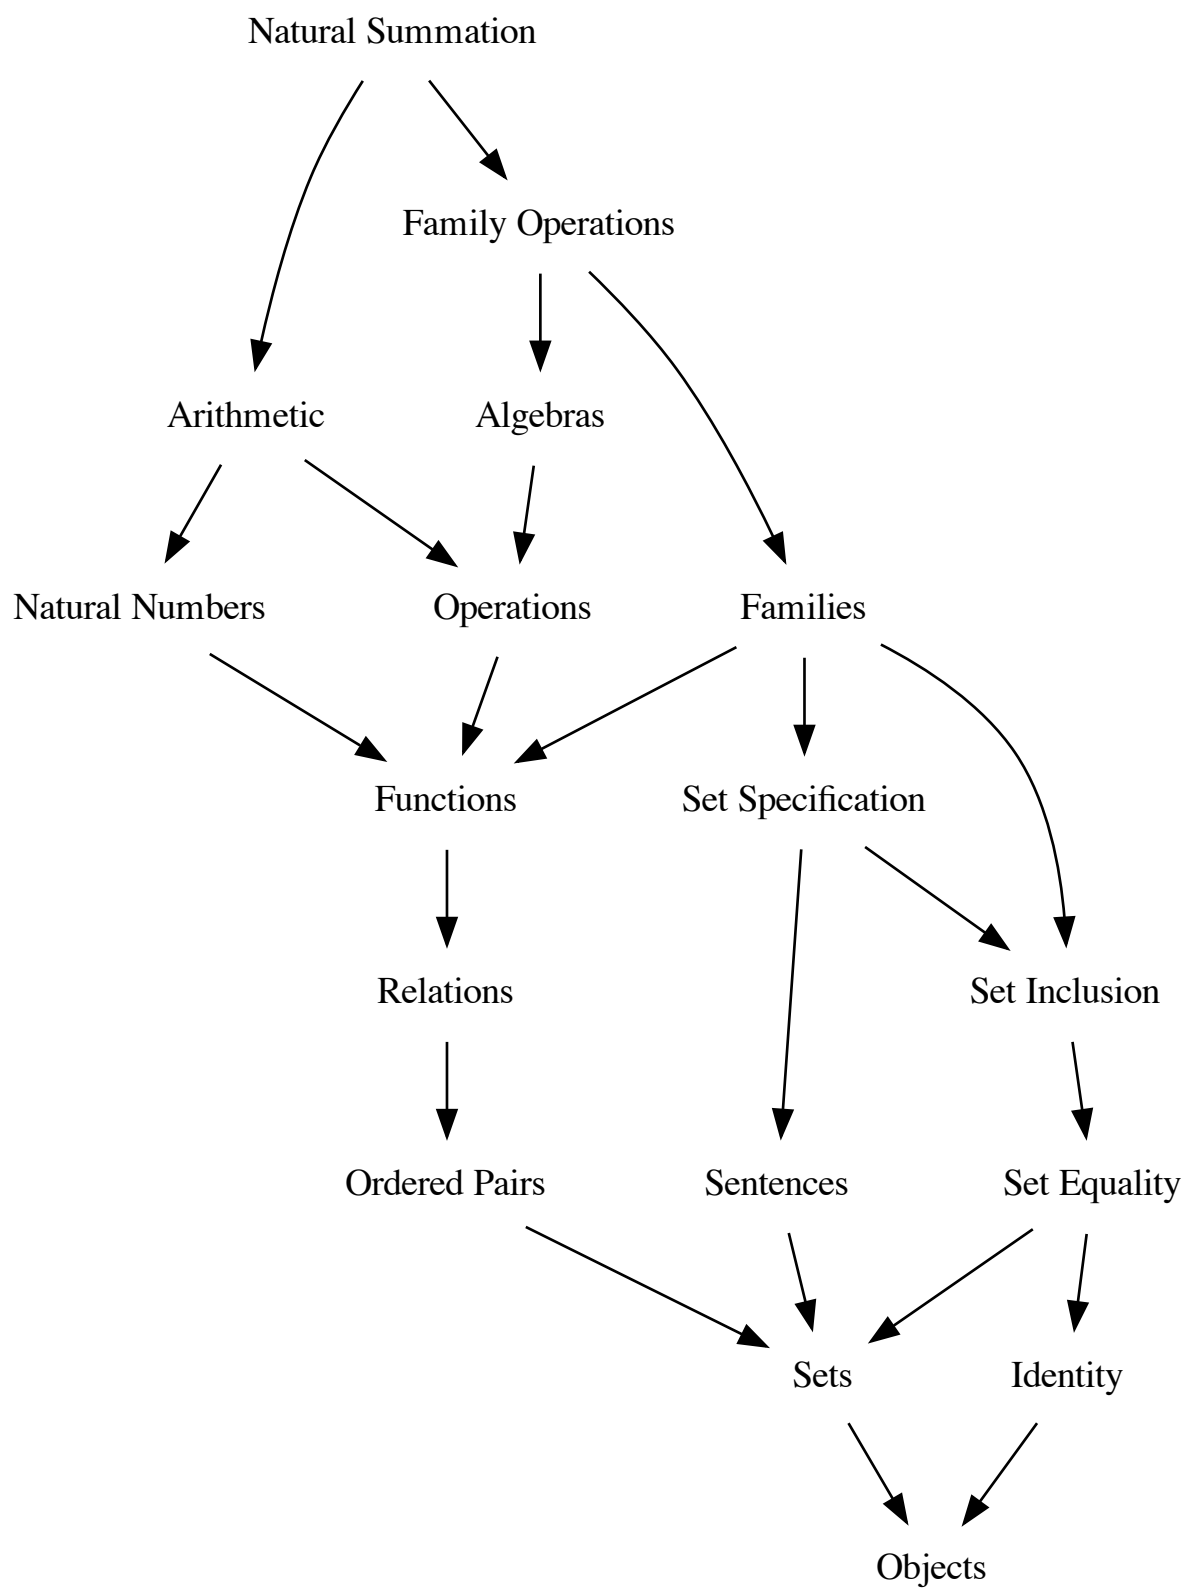 Natural Summation
Family Operations
Arithmetic
Algebras
Natural Numbers
Operations
Families
Functions
Set Specification
Relations
Set Inclusion
Ordered Pairs
Sentences
Set Equality
Sets
Identity
Objects